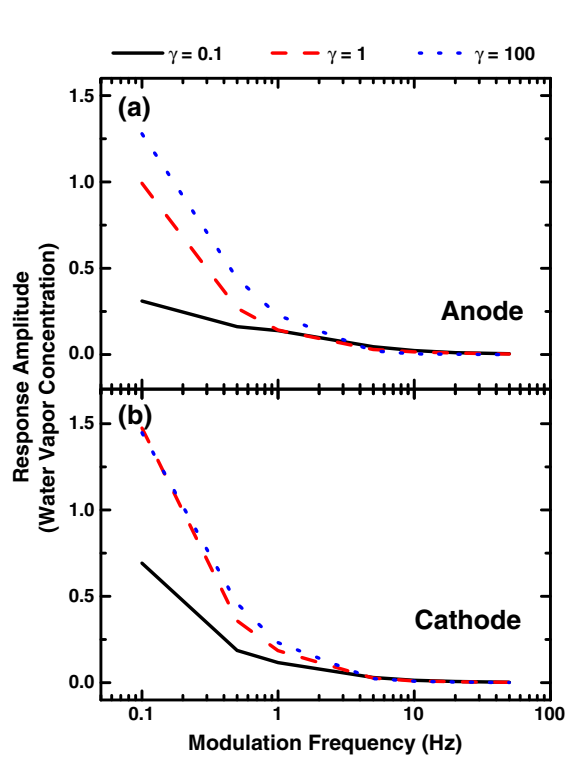 γ = 0.1 γ = 1 γ = 100
(a)
1.5
1.0
0.5
0.0
Anode
(b)
1.5
1.0
0.5
0.0
Cathode
Response Amplitude
(Water Vapor Concentration)
0.1 1 10 100
Modulation Frequency (Hz)